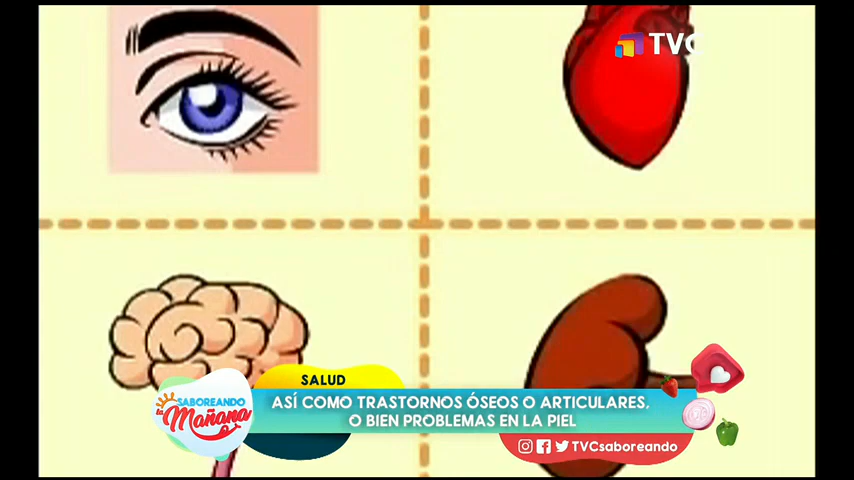 TVC
SALUD
SABOREANDO
Mañana
ASÍ COMO TRASTORNOS ÓSEOS O ARTICULARES,
O BIEN PROBLEMAS EN LA PIEL
TVCsaboreando